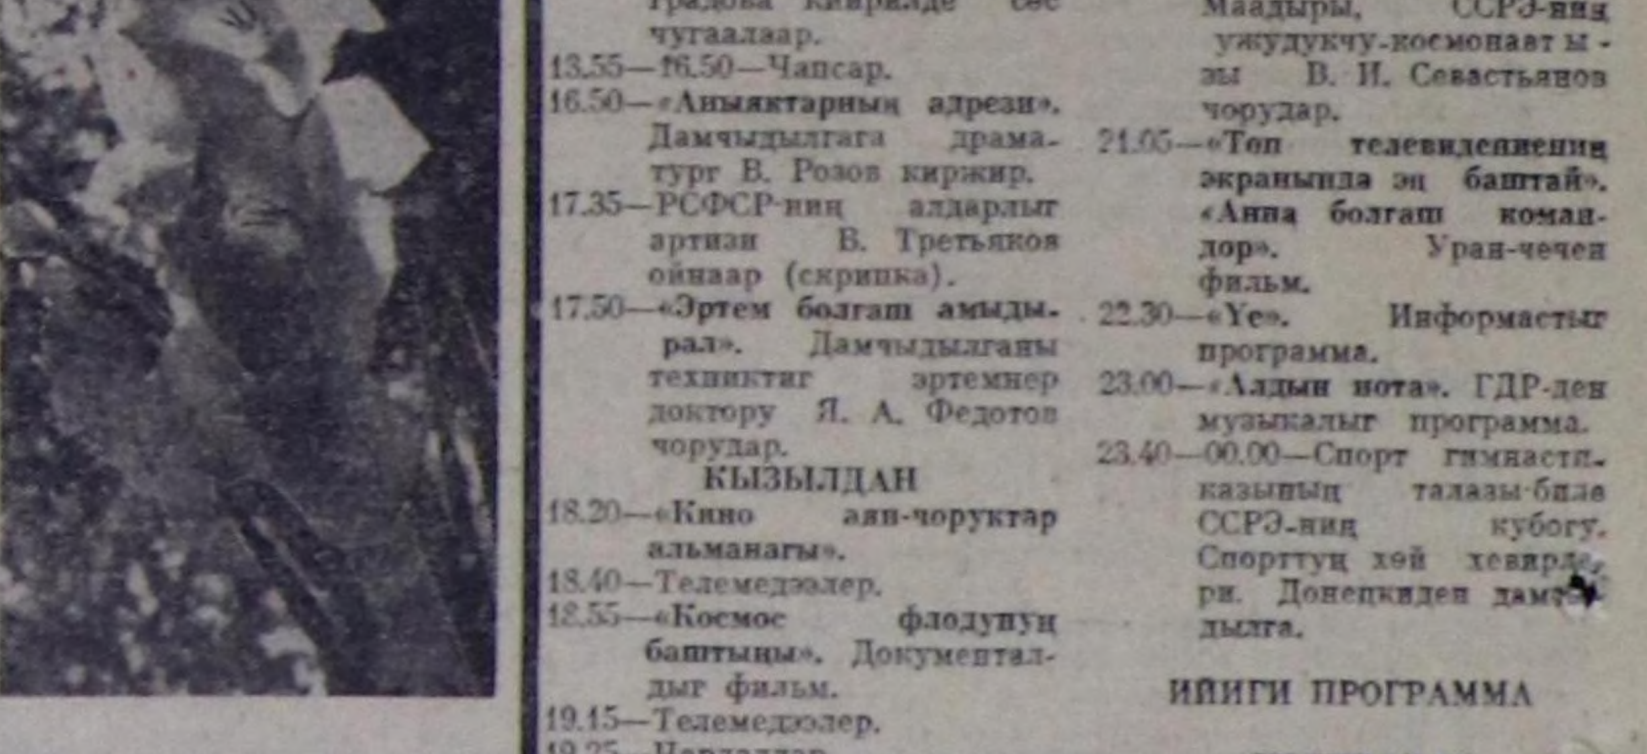 чугаалаар.
13.55—16.50—Чапсар.
16.50—«Аныяктарның адрези».
Дамчыдылгага драма-
тург В. Розов киржир.
17.35—РСФСР-ниң алдарлыг
артизи В. Третьяков
ойнаар (скрипка).
17.50—«Эртем болгаш амыды-
рал». Дамчыдылганы
техниктиг эртемнер
доктору Я. А. Федотов
чорудар.
КЫЗЫЛДАН
18.20—«Кино аян-чоруктар
альманагы».
18.40—Телемедээлер.
18.55—«Космос флодунуң
баштыңы». Документал-
дыг фильм.
19.15—Телемедээлер.
19.25—
Маадыры, ССРЭ-ниң
ужудукчу-космонавт ы-
зы В. И. Севастьянов
чорудар.
21.05—«Төп телевидениениң
экранында эң баштай».
«Анна болгаш коман-
дор». Уран-чечен
фильм.
22.30—«Үе». Информастыг
программа.
23.00—«Алдын нота». ГДР-ден
музыкалыг программа.
23.40—00.00—Спорт гимнасти-
казының талазы-биле
ССРЭ-ниң кубогу.
Спорттуң хөй хевирле-
ри. Донецкиден дамчы-
дылга.
ИЙИГИ ПРОГРАММА